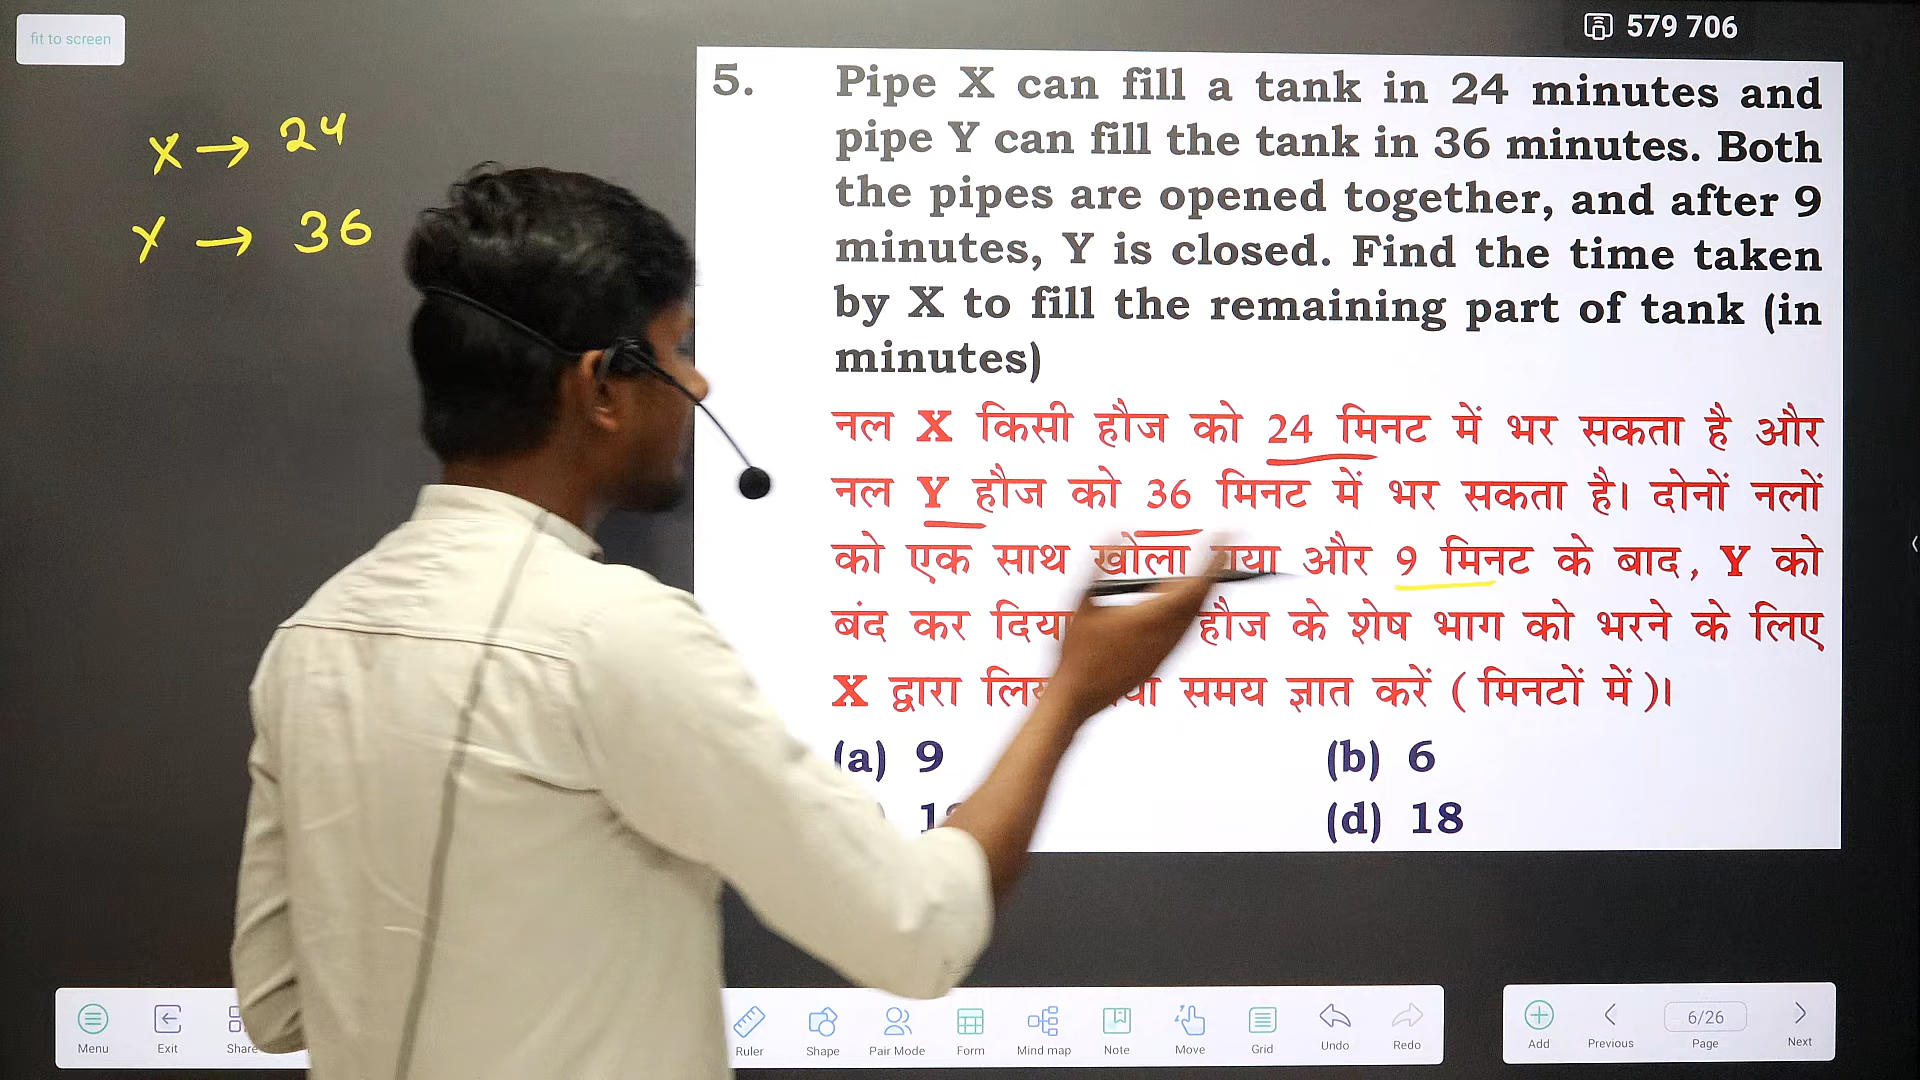 fit to screen
579 706
X → 24
Y → 36
5. Pipe X can fill a tank in 24 minutes and
pipe Y can fill the tank in 36 minutes. Both
the pipes are opened together, and after 9
minutes, Y is closed. Find the time taken
by X to fill the remaining part of tank (in
minutes)
नल X किसी हौज को 24 मिनट में भर सकता है और
नल Y हौज को 36 मिनट में भर सकता है। दोनों नलों
को एक साथ खोला गया और 9 मिनट के बाद, Y को
बंद कर हौज के शेष भाग को भरने के लिए
X द्वारा समय ज्ञात करें ( मिनटों में )।
(a) 9 (b) 6
(d) 18
Menu Exit Share Ruler Shape Pair Mode Form Mind map Note Move Grid Undo Redo Add Previous 6/26 Page Next